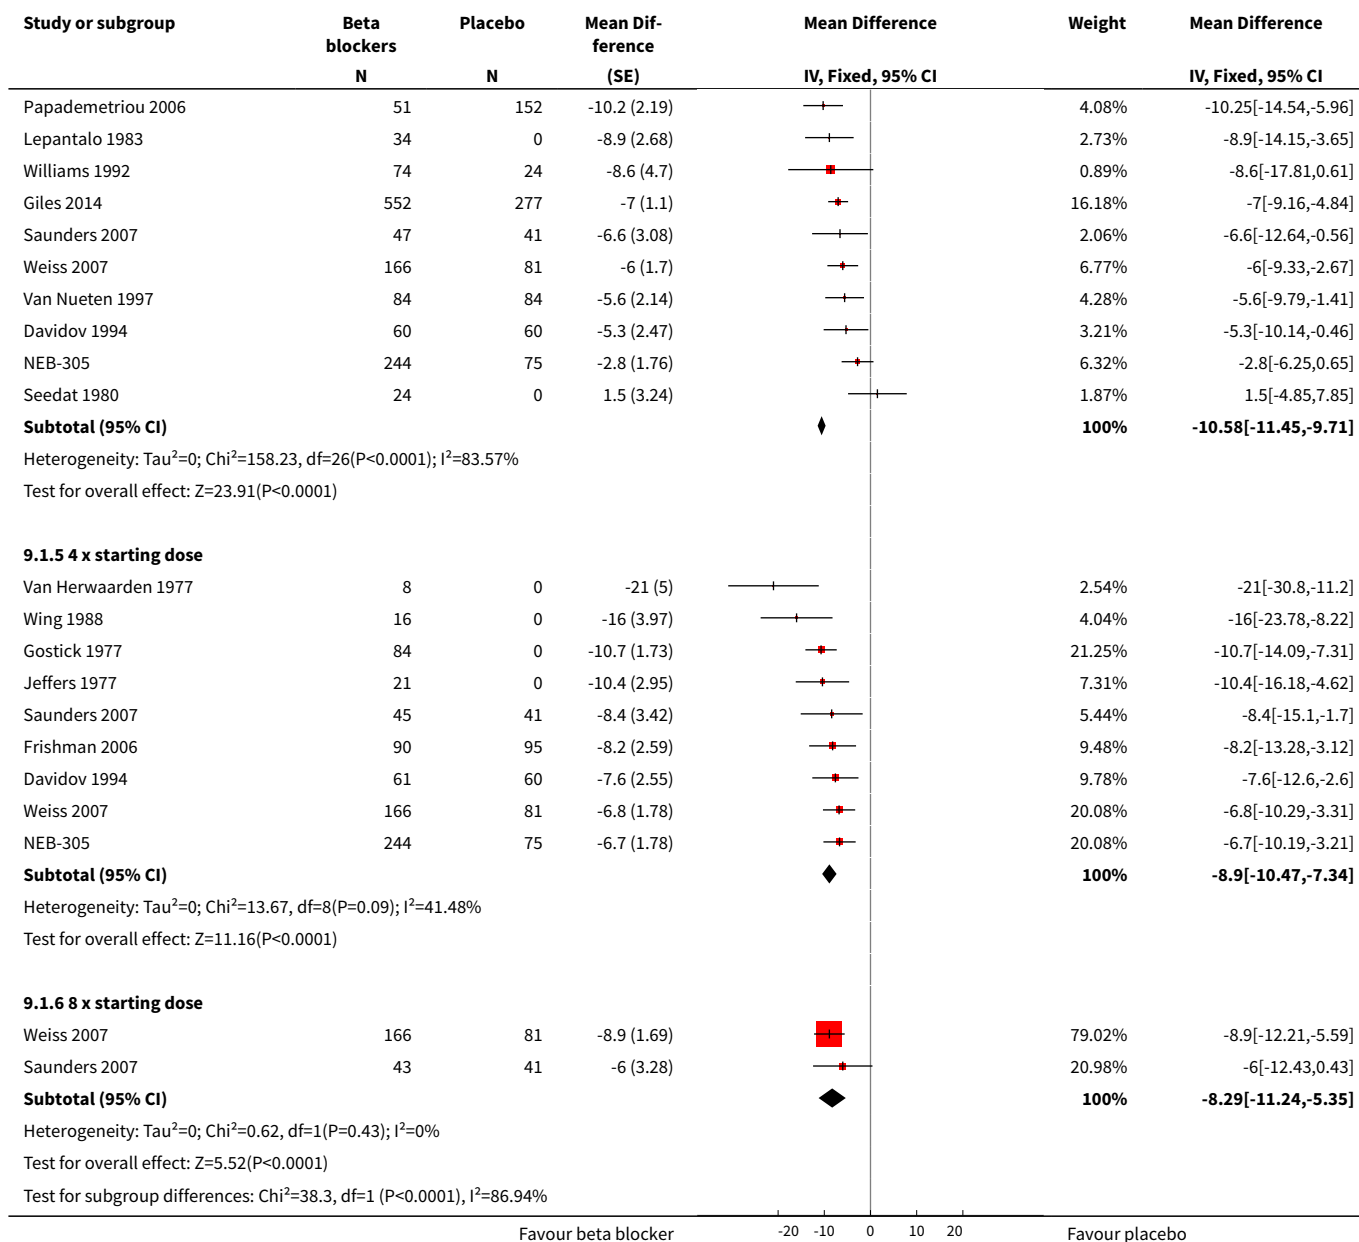 Study or subgroup Beta blockers Placebo Mean Dif-ference Mean Difference Weight Mean Difference
N N (SE) IV, Fixed, 95% CI IV, Fixed, 95% CI
Papademetriou 2006 51 152 -10.2 (2.19) 4.08% -10.25[-14.54,-5.96]
Lepantalo 1983 34 0 -8.9 (2.68) 2.73% -8.9[-14.15,-3.65]
Williams 1992 74 24 -8.6 (4.7) 0.89% -8.6[-17.81,0.61]
Giles 2014 552 277 -7 (1.1) 16.18% -7[-9.16,-4.84]
Saunders 2007 47 41 -6.6 (3.08) 2.06% -6.6[-12.64,-0.56]
Weiss 2007 166 81 -6 (1.7) 6.77% -6[-9.33,-2.67]
Van Nueten 1997 84 84 -5.6 (2.14) 4.28% -5.6[-9.79,-1.41]
Davidov 1994 60 60 -5.3 (2.47) 3.21% -5.3[-10.14,-0.46]
NEB-305 244 75 -2.8 (1.76) 6.32% -2.8[-6.25,0.65]
Seedat 1980 24 0 1.5 (3.24) 1.87% 1.5[-4.85,7.85]
Subtotal (95% CI) 100% -10.58[-11.45,-9.71]
Heterogeneity: Tau²=0; Chi²=158.23, df=26(P<0.0001); I²=83.57%
Test for overall effect: Z=23.91(P<0.0001)
9.1.5 4 x starting dose
Van Herwaarden 1977 8 0 -21 (5) 2.54% -21[-30.8,-11.2]
Wing 1988 16 0 -16 (3.97) 4.04% -16[-23.78,-8.22]
Gostick 1977 84 0 -10.7 (1.73) 21.25% -10.7[-14.09,-7.31]
Jeffers 1977 21 0 -10.4 (2.95) 7.31% -10.4[-16.18,-4.62]
Saunders 2007 45 41 -8.4 (3.42) 5.44% -8.4[-15.1,-1.7]
Frishman 2006 90 95 -8.2 (2.59) 9.48% -8.2[-13.28,-3.12]
Davidov 1994 61 60 -7.6 (2.55) 9.78% -7.6[-12.6,-2.6]
Weiss 2007 166 81 -6.8 (1.78) 20.08% -6.8[-10.29,-3.31]
NEB-305 244 75 -6.7 (1.78) 20.08% -6.7[-10.19,-3.21]
Subtotal (95% CI) 100% -8.9[-10.47,-7.34]
Heterogeneity: Tau²=0; Chi²=13.67, df=8(P=0.09); I²=41.48%
Test for overall effect: Z=11.16(P<0.0001)
9.1.6 8 x starting dose
Weiss 2007 166 81 -8.9 (1.69) 79.02% -8.9[-12.21,-5.59]
Saunders 2007 43 41 -6 (3.28) 20.98% -6[-12.43,0.43]
Subtotal (95% CI) 100% -8.29[-11.24,-5.35]
Heterogeneity: Tau²=0; Chi²=0.62, df=1(P=0.43); I²=0%
Test for overall effect: Z=5.52(P<0.0001)
Test for subgroup differences: Chi²=38.3, df=1 (P<0.0001), I²=86.94%
Favour beta blocker -20 -10 0 10 20 Favour placebo